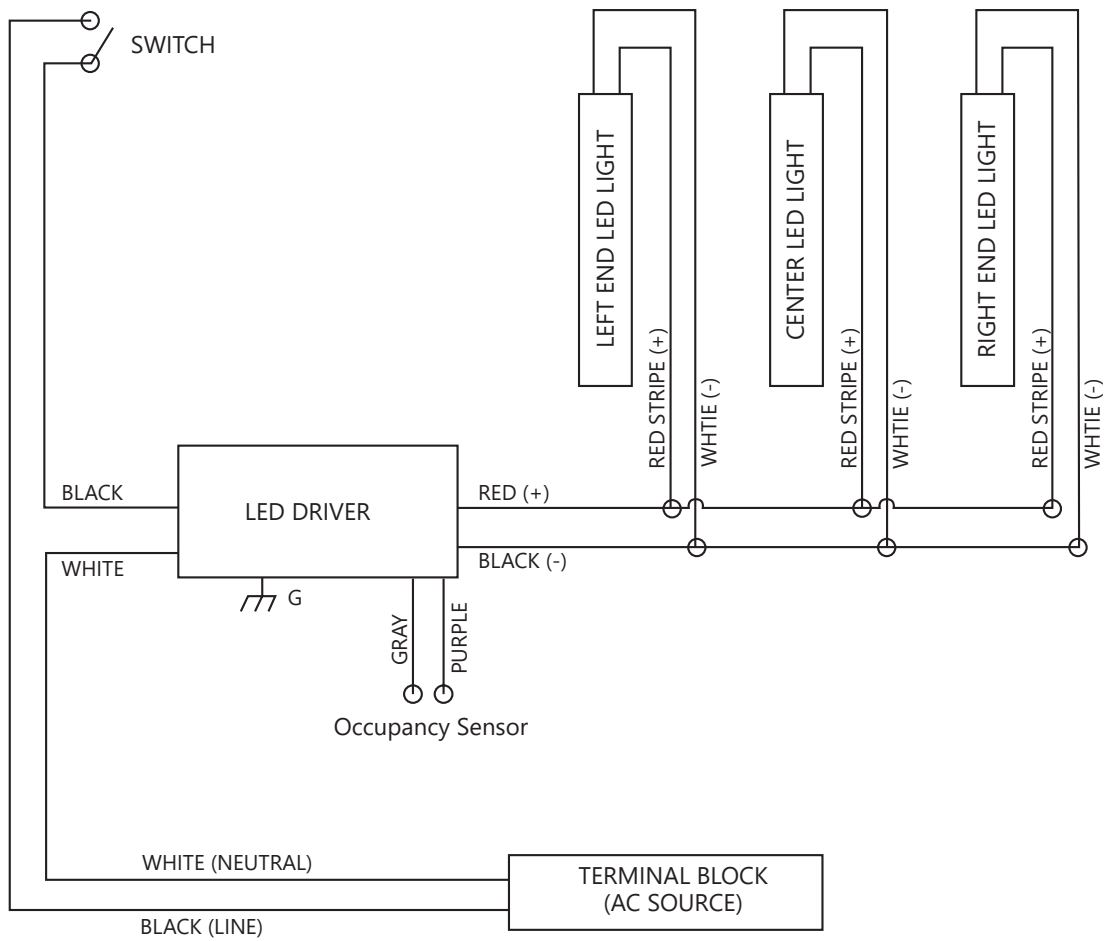 SWITCH
LEFT END LED LIGHT
CENTER LED LIGHT
RIGHT END LED LIGHT
RED STRIPE (+)
WHTIE (-)
RED STRIPE (+)
WHTIE (-)
RED STRIPE (+)
WHTIE (-)
BLACK
LED DRIVER
RED (+)
WHITE
BLACK (-)
G
GRAY
PURPLE
Occupancy Sensor
WHITE (NEUTRAL)
TERMINAL BLOCK
(AC SOURCE)
BLACK (LINE)